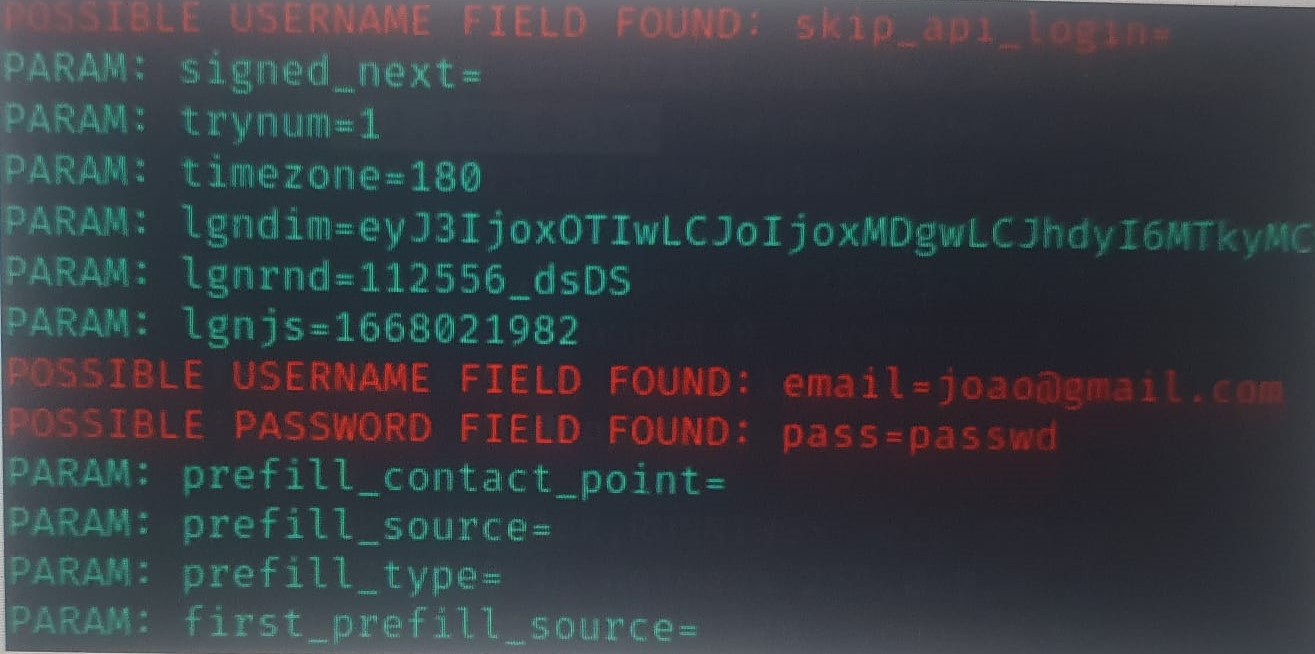 POSSIBLE USERNAME FIELD FOUND: skip_api_login=
PARAM: signed_next=
PARAM: trynum=1
PARAM: timezone=180
PARAM: lgndim=eyJ3IjoxOTIwLCJoIjoxMDgwLCJhdyI6MTkyMC
PARAM: lgnrnd=112556_dsDS
PARAM: lgnjs=1668021982
POSSIBLE USERNAME FIELD FOUND: email=joao@gmail.com
POSSIBLE PASSWORD FIELD FOUND: pass=passwd
PARAM: prefill_contact_point=
PARAM: prefill_source=
PARAM: prefill_type=
PARAM: first_prefill_source=